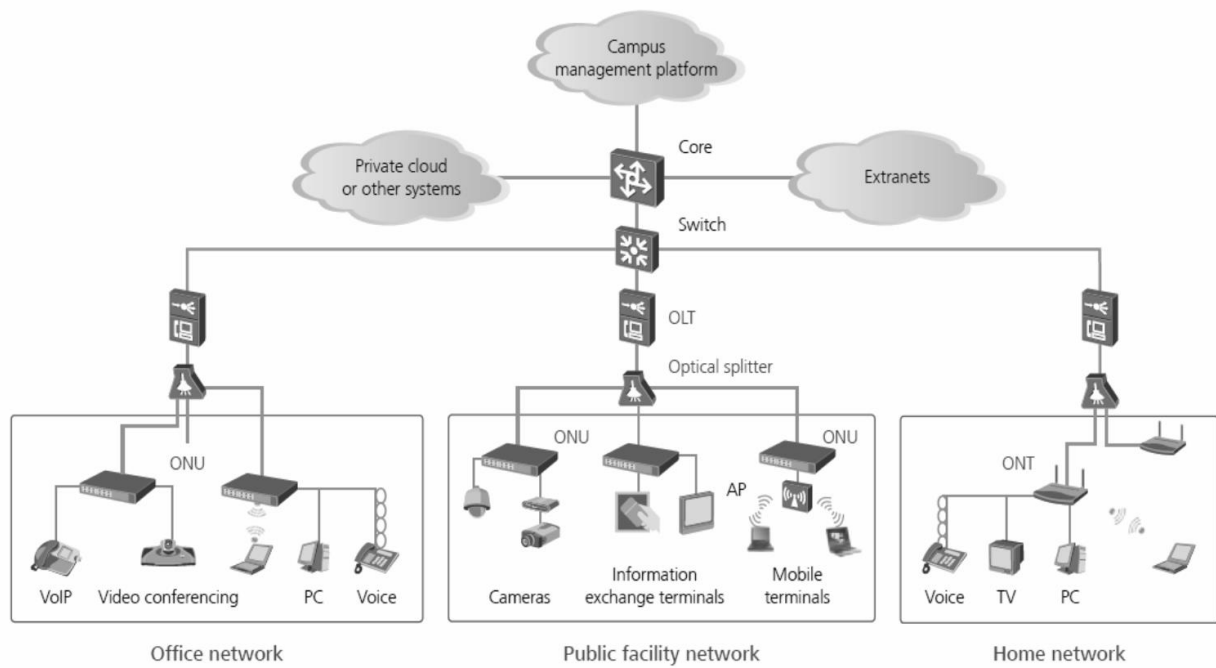 Campus
management platform
Core
Private cloud
or other systems
Extranets
Switch
OLT
Optical splitter
ONU
VoIP
Video conferencing
PC
Voice
Office network
ONU
ONU
AP
Cameras
Information
exchange terminals
Mobile
terminals
Public facility network
ONT
Voice
TV
PC
Home network